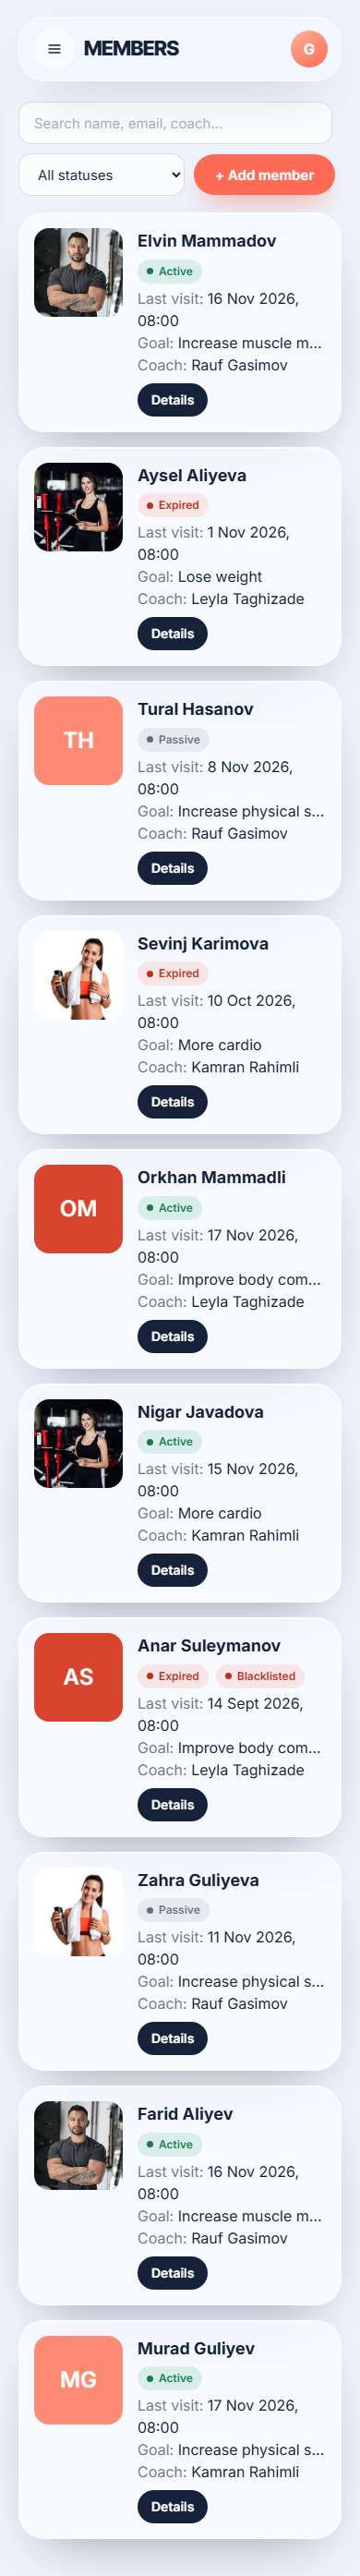 MEMBERS
G
Search name, email, coach...
All statuses
+ Add member
Elvin Mammadov
Active
Last visit: 16 Nov 2026,
08:00
Goal: Increase muscle m...
Coach: Rauf Gasimov
Details
Aysel Aliyeva
Expired
Last visit: 1 Nov 2026,
08:00
Goal: Lose weight
Coach: Leyla Taghizade
Details
TH
Tural Hasanov
Passive
Last visit: 8 Nov 2026,
08:00
Goal: Increase physical s...
Coach: Rauf Gasimov
Details
Sevinj Karimova
Expired
Last visit: 10 Oct 2026,
08:00
Goal: More cardio
Coach: Kamran Rahimli
Details
OM
Orkhan Mammadli
Active
Last visit: 17 Nov 2026,
08:00
Goal: Improve body com...
Coach: Leyla Taghizade
Details
Nigar Javadova
Active
Last visit: 15 Nov 2026,
08:00
Goal: More cardio
Coach: Kamran Rahimli
Details
AS
Anar Suleymanov
Expired Blacklisted
Last visit: 14 Sept 2026,
08:00
Goal: Improve body com...
Coach: Leyla Taghizade
Details
Zahra Guliyeva
Passive
Last visit: 11 Nov 2026,
08:00
Goal: Increase physical s...
Coach: Rauf Gasimov
Details
Farid Aliyev
Active
Last visit: 16 Nov 2026,
08:00
Goal: Increase muscle m...
Coach: Rauf Gasimov
Details
MG
Murad Guliyev
Active
Last visit: 17 Nov 2026,
08:00
Goal: Increase physical s...
Coach: Kamran Rahimli
Details